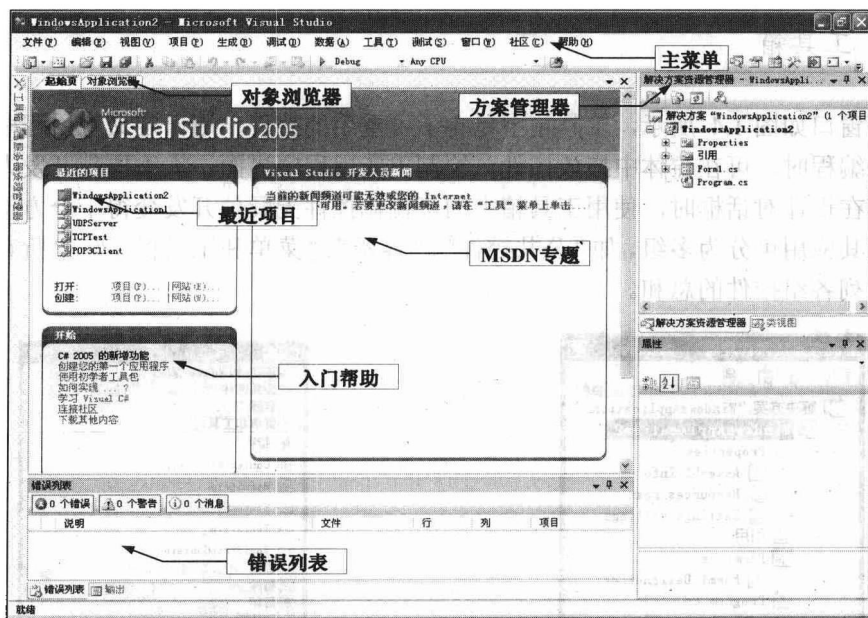 WindowsApplication2 - Microsoft Visual Studio
文件(F) 编辑(E) 视图(V) 项目(P) 生成(B) 调试(D) 数据(A) 工具(T) 测试(S) 窗口(W) 社区(C) 帮助(H)
主菜单
Debug Any CPU
起始页 对象浏览器
对象浏览器
方案管理器
解决方案资源管理器 - WindowsAppli...
工具箱
服务器资源管理器
Microsoft
Visual Studio 2005
解决方案 "WindowsApplication2" (1 个项目
WindowsApplication2
Properties
引用
Form1.cs
Program.cs
最近的项目
WindowsApplication2
WindowsApplication1
UDPServer
TCPTest
POP3Client
最近项目
打开: 项目(P)... |网站(E)...
创建: 项目(R)... |网站(W)...
Visual Studio 开发人员新闻
当前的新闻频道可能无效或您的 Internet
可用。若要更改新闻频道，请在“工具”菜单上单击
MSDN专题
开始
C# 2005 的新增功能
创建您的第一个应用程序
使用初学者工具包
如何实现 ... ?
学习 Visual C#
连接社区
下载其他内容
入门帮助
解决方案资源管理器 类视图
属性
错误列表
0 个错误 0 个警告 0 个消息
说明 文件 行 列 项目
错误列表
错误列表 输出
就绪